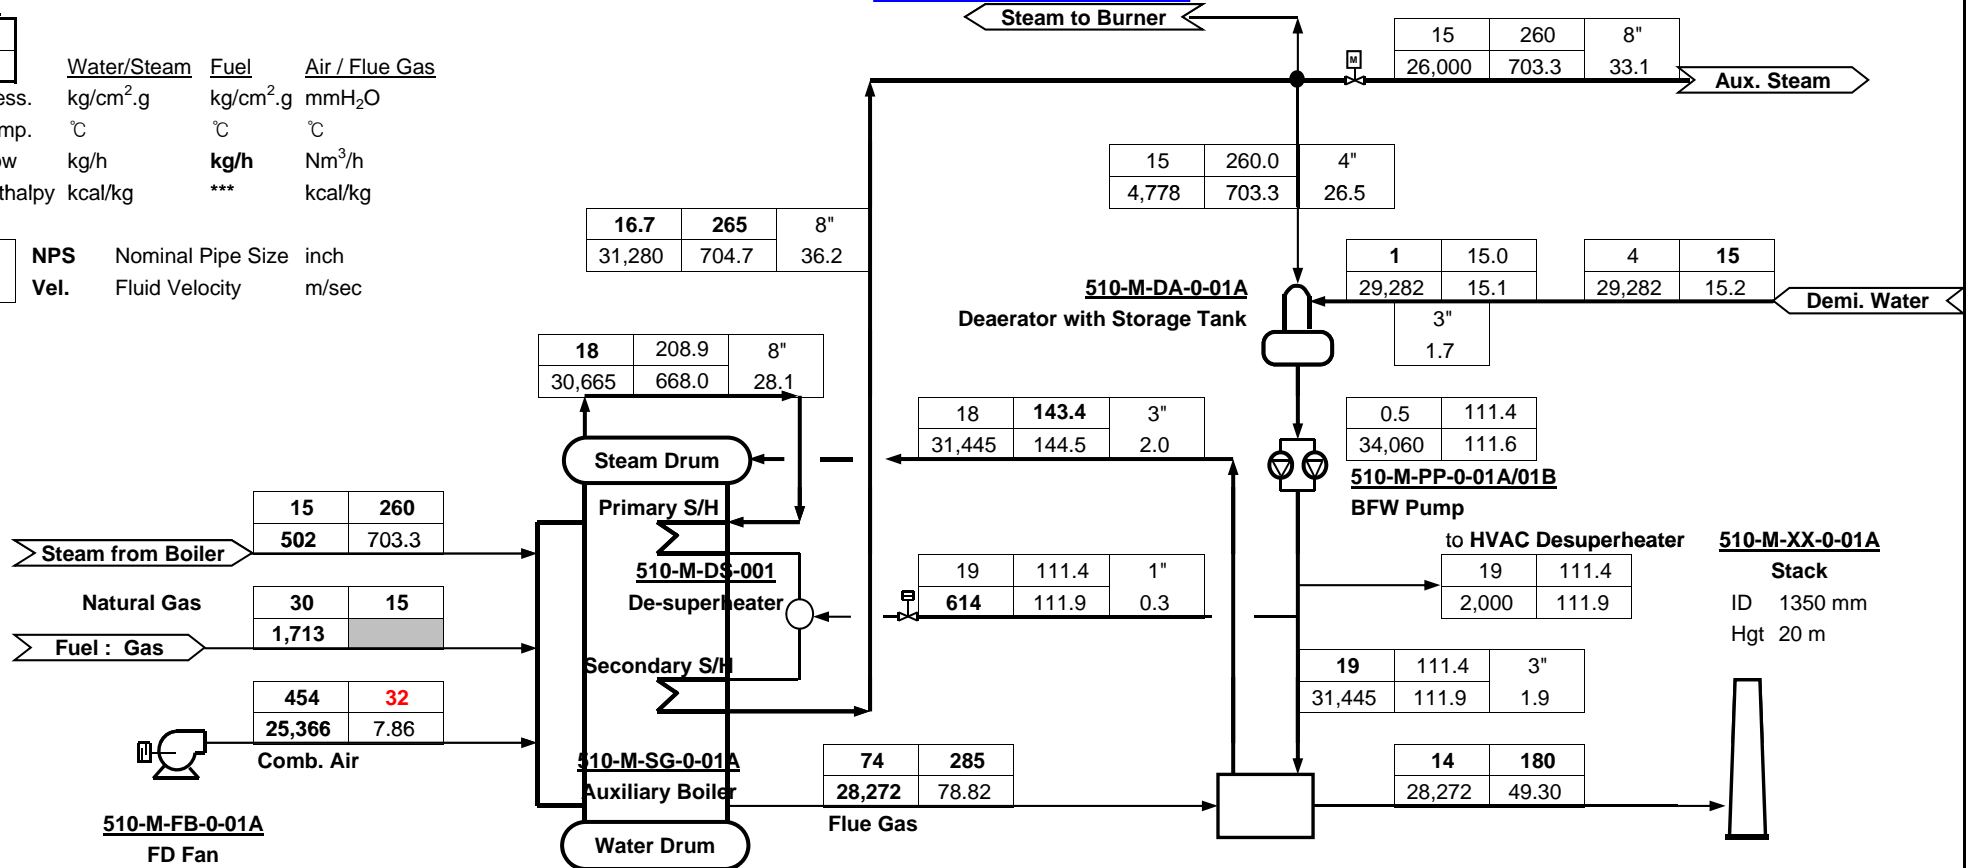 Steam to Burner
15 260 8"
26,000 703.3 33.1
M
Aux. Steam
Water/Steam Fuel Air / Flue Gas
ess. kg/cm².g kg/cm².g mmH₂O
mp. ℃ ℃ ℃
ow kg/h kg/h Nm³/h
thalpy kcal/kg *** kcal/kg
NPS Nominal Pipe Size inch
Vel. Fluid Velocity m/sec
15 260.0 4"
4,778 703.3 26.5
16.7 265 8"
31,280 704.7 36.2
1 15.0
29,282 15.1
3"
1.7
4 15
29,282 15.2
Demi. Water
510-M-DA-0-01A
Deaerator with Storage Tank
18 208.9 8"
30,665 668.0 28.1
18 143.4 3"
31,445 144.5 2.0
0.5 111.4
34,060 111.6
510-M-PP-0-01A/01B
BFW Pump
Steam Drum
Primary S/H
15 260
502 703.3
Steam from Boiler
to HVAC Desuperheater
19 111.4
2,000 111.9
510-M-XX-0-01A
Stack
ID 1350 mm
Hgt 20 m
510-M-DS-001
De-superheater
19 111.4 1"
614 111.9 0.3
Natural Gas
30 15
1,713
Fuel : Gas
Secondary S/H
19 111.4 3"
31,445 111.9 1.9
454 32
25,366 7.86
Comb. Air
510-M-FB-0-01A
FD Fan
510-M-SG-0-01A
Auxiliary Boiler
Water Drum
74 285
28,272 78.82
Flue Gas
14 180
28,272 49.30